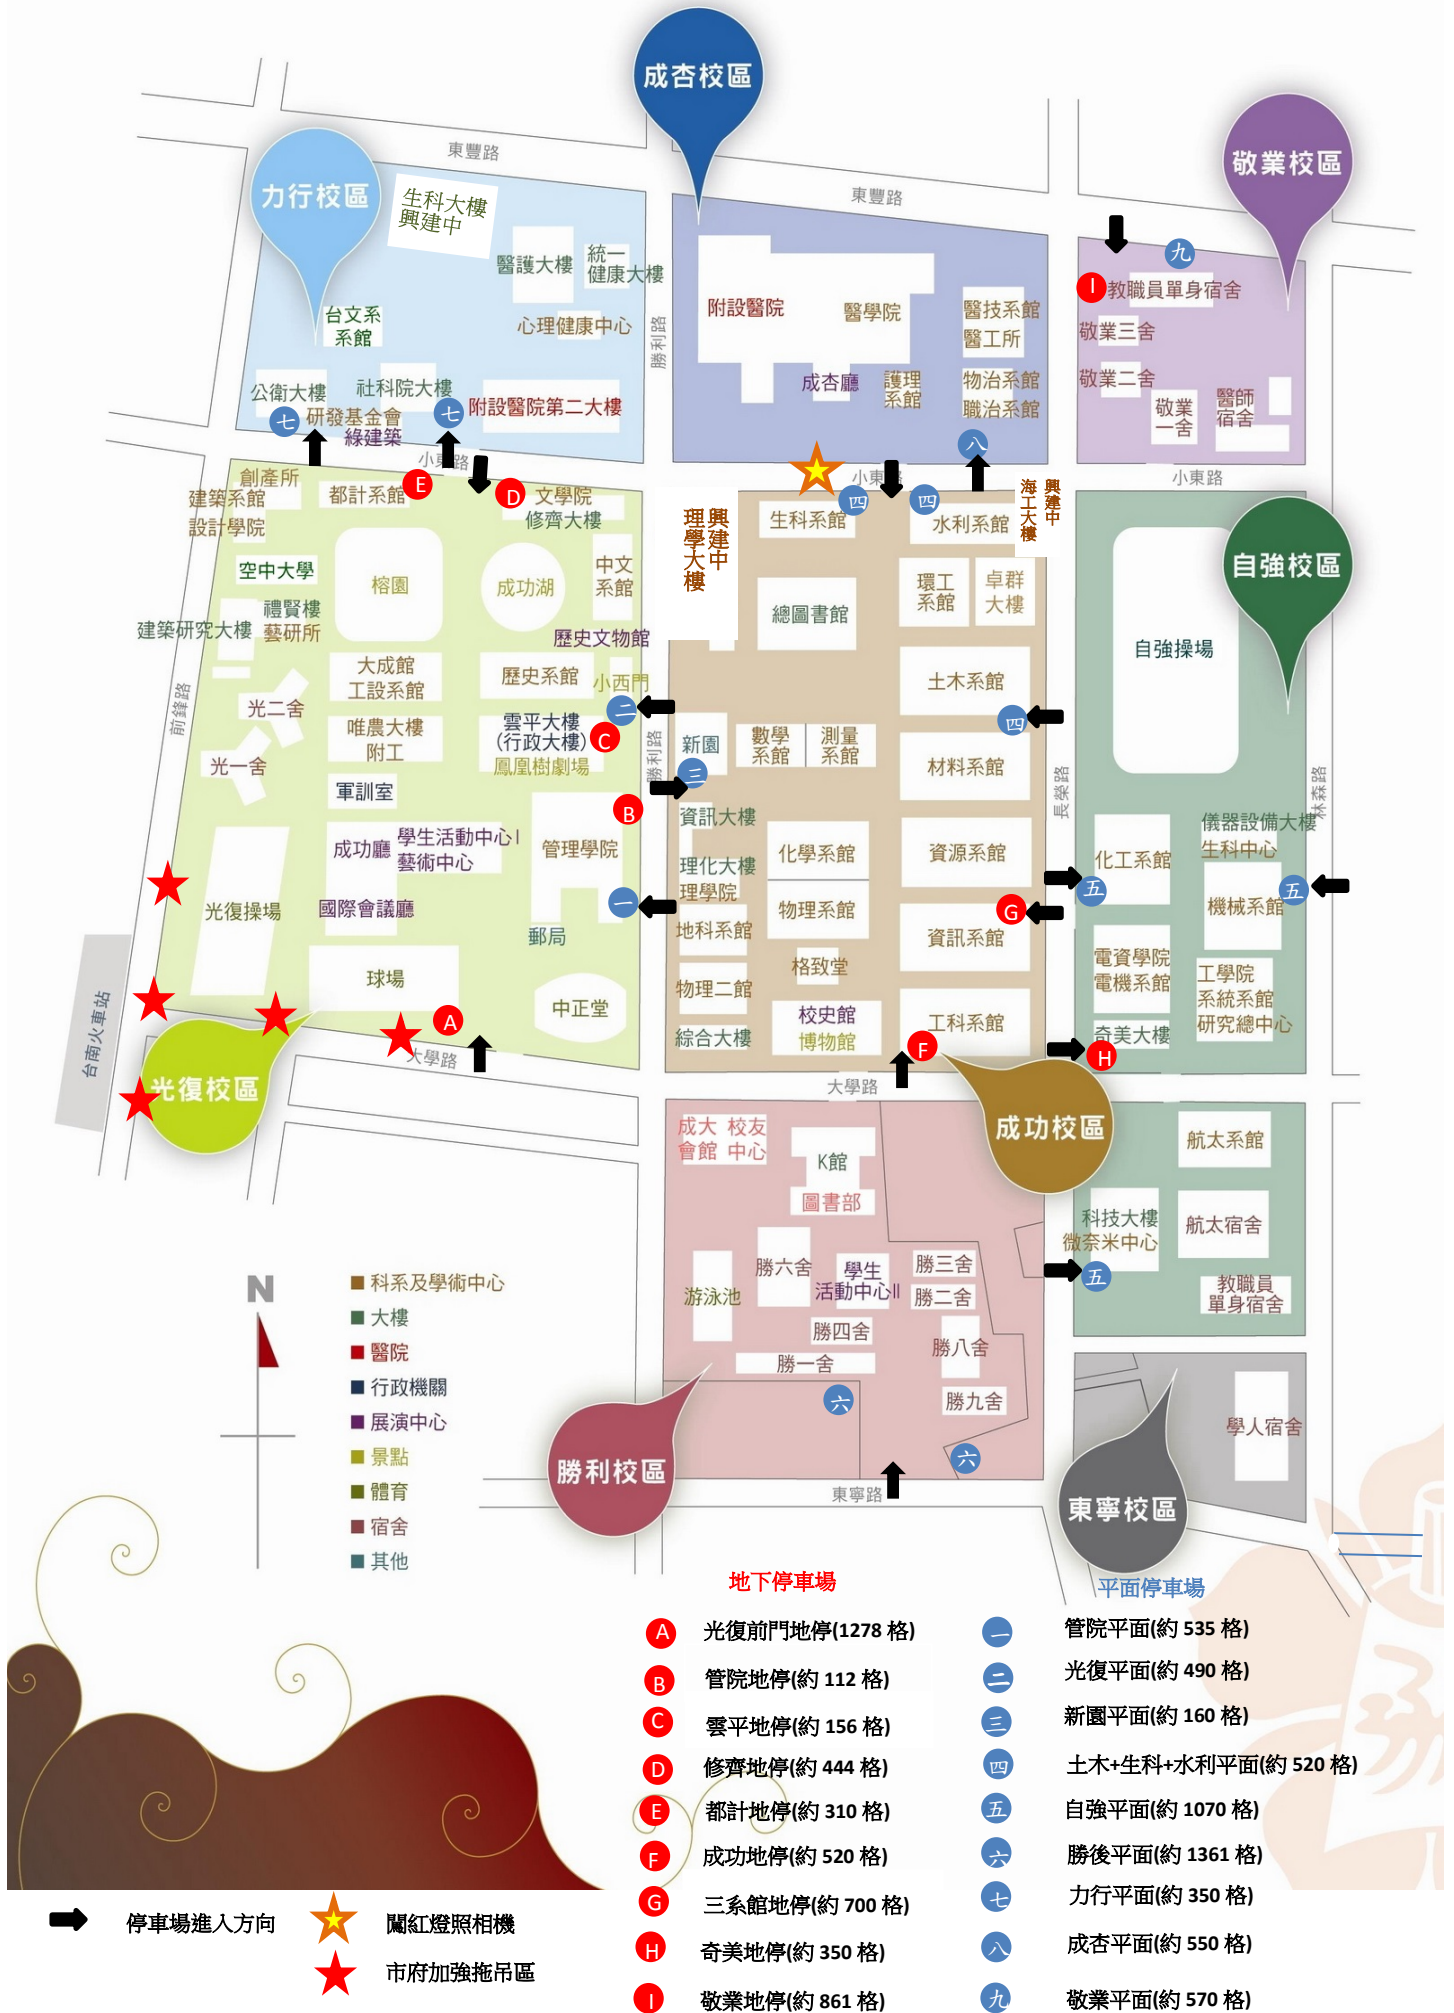 成杏校區
敬業校區
力行校區
東豐路
東豐路
生科大樓
興建中
醫護大樓
統一
健康大樓
心理健康中心
台文系
系館
公衛大樓
社科院大樓
七
研發基金會
七
附設醫院第二大樓
綠建築
小東路
勝利路
附設醫院
醫學院
醫技系館
醫工所
成杏廳
護理
系館
物治系館
職治系館
八
小東路
九
I
教職員單身宿舍
敬業三舍
敬業二舍
敬業
一舍
醫師
宿舍
小東路
創產所
建築系館
設計學院
都計系館
E
D
文學院
修齊大樓
空中大學
榕園
成功湖
中文
系館
禮賢樓
藝研所
建築研究大樓
歷史文物館
大成館
工設系館
歷史系館
小西門
二
光二舍
唯農大樓
附工
雲平大樓
(行政大樓)
C
鳳凰樹劇場
光一舍
軍訓室
B
前鋒路
勝利路
成功廳
學生活動中心I
藝術中心
管理學院
光復操場
國際會議廳
一
郵局
球場
中正堂
A
大學路
台南火車站
光復校區
理學大樓
興建中
四
生科系館
四
水利系館
海工大樓
興建中
總圖書館
環工
系館
卓群
大樓
土木系館
四
新園
三
數學
系館
測量
系館
材料系館
資訊大樓
理化大樓
理學院
化學系館
資源系館
物理系館
G
地科系館
資訊系館
格致堂
物理二館
校史館
博物館
工科系館
綜合大樓
F
大學路
成功校區
長榮路
自強校區
自強操場
林森路
儀器設備大樓
生科中心
化工系館
五
機械系館
五
電資學院
電機系館
工學院
系統系館
研究總中心
奇美大樓
H
航太系館
科技大樓
微奈米中心
航太宿舍
五
教職員
單身宿舍
成大
會館
校友
中心
K館
圖書部
勝六舍
學生
活動中心II
勝三舍
勝二舍
游泳池
勝四舍
勝八舍
勝一舍
六
勝九舍
六
勝利校區
東寧路
東寧校區
學人宿舍
N
科系及學術中心
大樓
醫院
行政機關
展演中心
景點
體育
宿舍
其他
地下停車場
A 光復前門地停(1278 格)
B 管院地停(約 112 格)
C 雲平地停(約 156 格)
D 修齊地停(約 444 格)
E 都計地停(約 310 格)
F 成功地停(約 520 格)
G 三系館地停(約 700 格)
H 奇美地停(約 350 格)
I 敬業地停(約 861 格)
平面停車場
一 管院平面(約 535 格)
二 光復平面(約 490 格)
三 新園平面(約 160 格)
四 土木+生科+水利平面(約 520 格)
五 自強平面(約 1070 格)
六 勝後平面(約 1361 格)
七 力行平面(約 350 格)
八 成杏平面(約 550 格)
九 敬業平面(約 570 格)
停車場進入方向
闖紅燈照相機
市府加強拖吊區